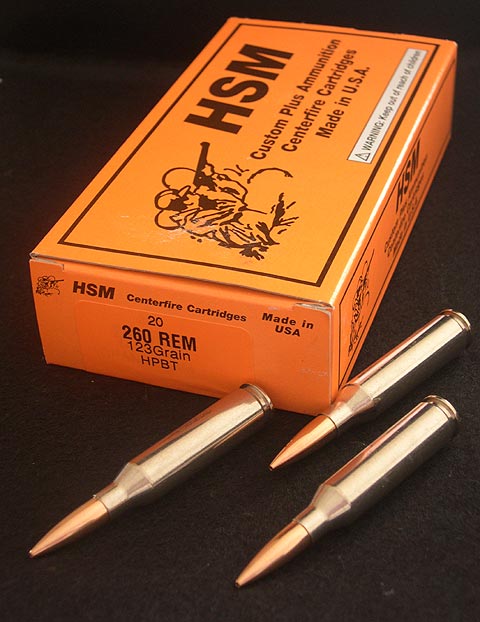 HSM
Custom Plus Ammunition
Centerfire Cartridges
Made in U.S.A.
⚠ WARNING: Keep out of reach of children
HSM Centerfire Cartridges Made in
USA
20
260 REM
123Grain
HPBT
HSM